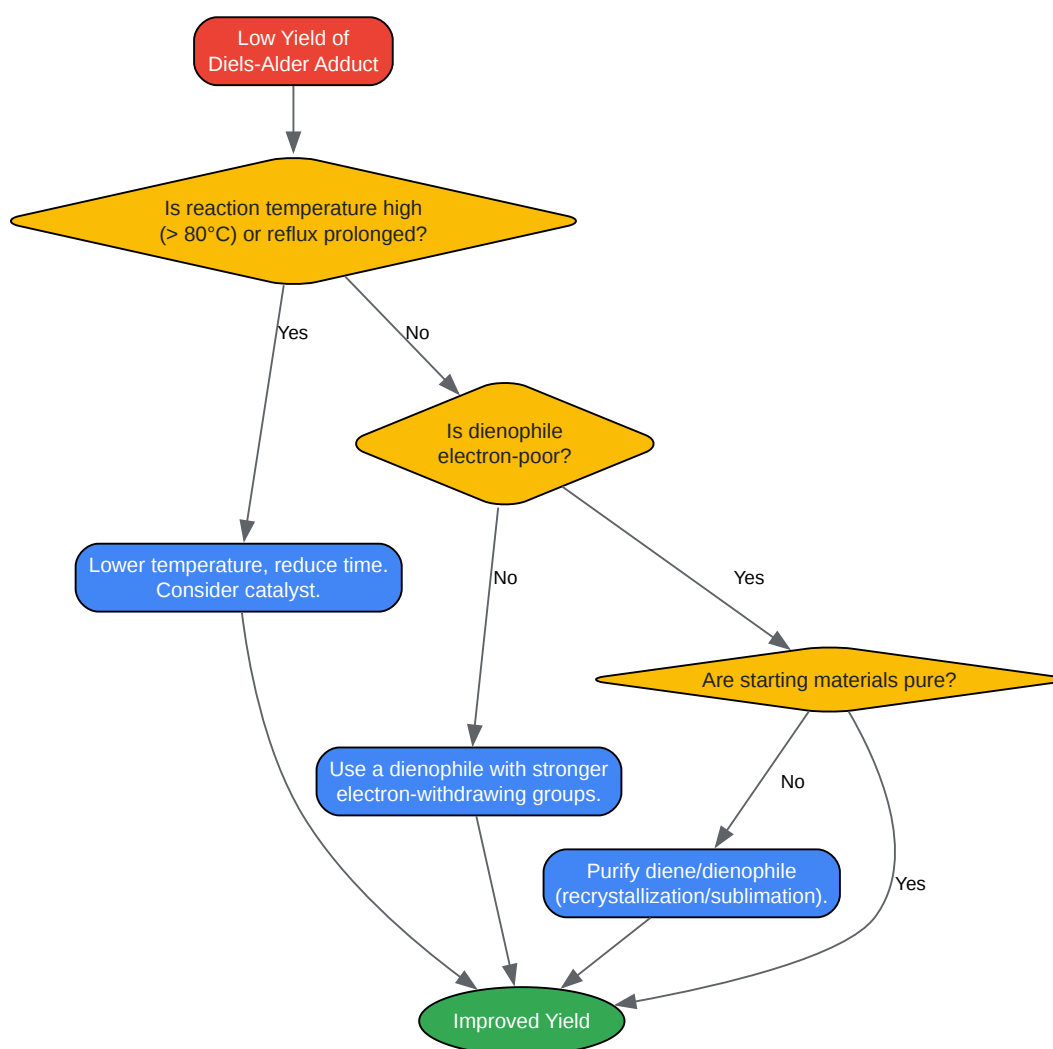 Low Yield of
Diels-Alder Adduct
Is reaction temperature high
(> 80°C) or reflux prolonged?
Yes
No
Is dienophile
electron-poor?
Lower temperature, reduce time.
Consider catalyst.
No
Yes
Are starting materials pure?
Use a dienophile with stronger
electron-withdrawing groups.
No
Purify diene/dienophile
(recrystallization/sublimation).
Yes
Improved Yield